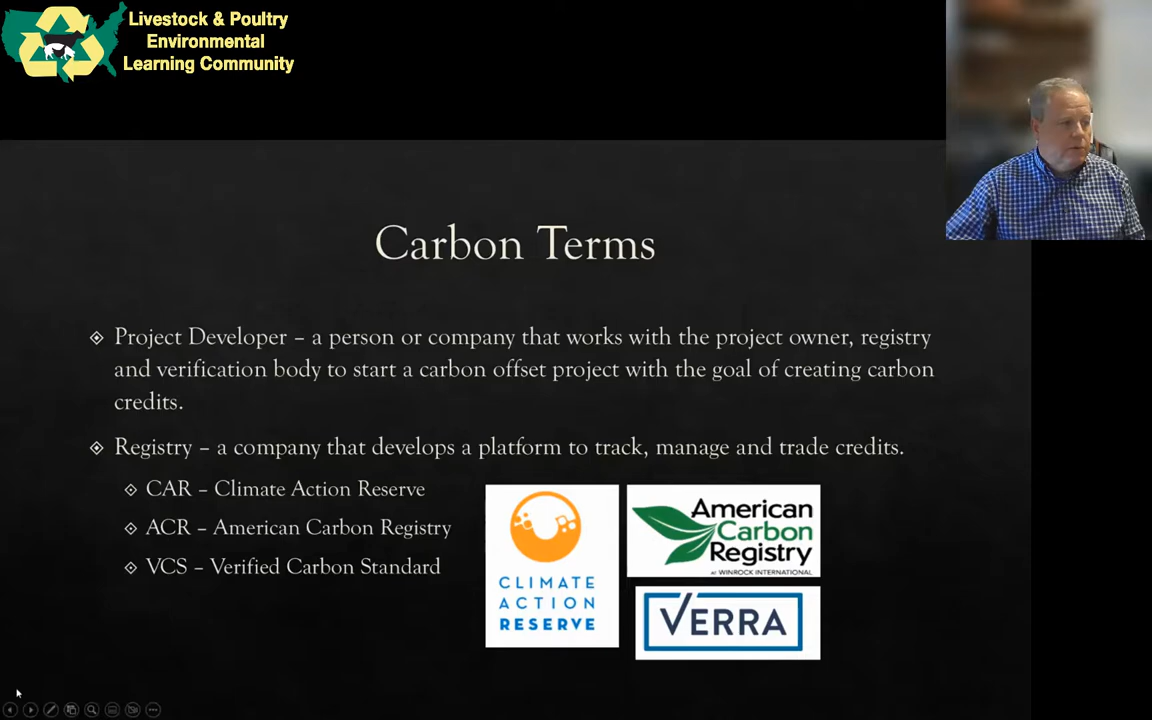 Livestock & Poultry
Environmental
Learning Community
Carbon Terms
Project Developer – a person or company that works with the project owner, registry
and verification body to start a carbon offset project with the goal of creating carbon
credits.
Registry – a company that develops a platform to track, manage and trade credits.
CAR – Climate Action Reserve
ACR – American Carbon Registry
VCS – Verified Carbon Standard
CLIMATE
ACTION
RESERVE
American
Carbon
Registry
AT WINROCK INTERNATIONAL
VERRA